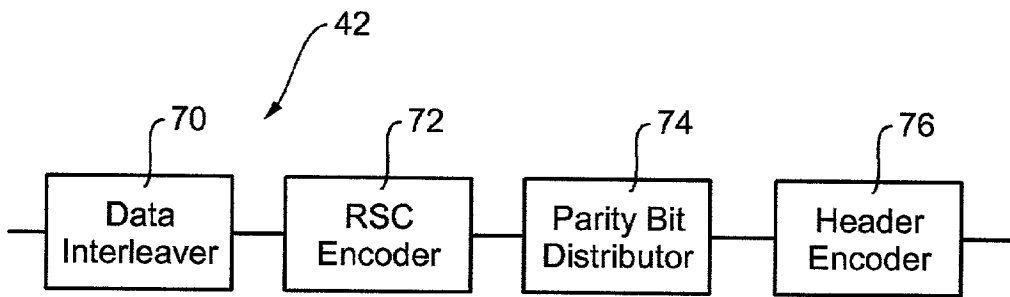 42
70
72
74
76
Data
Interleaver
RSC
Encoder
Parity Bit
Distributor
Header
Encoder